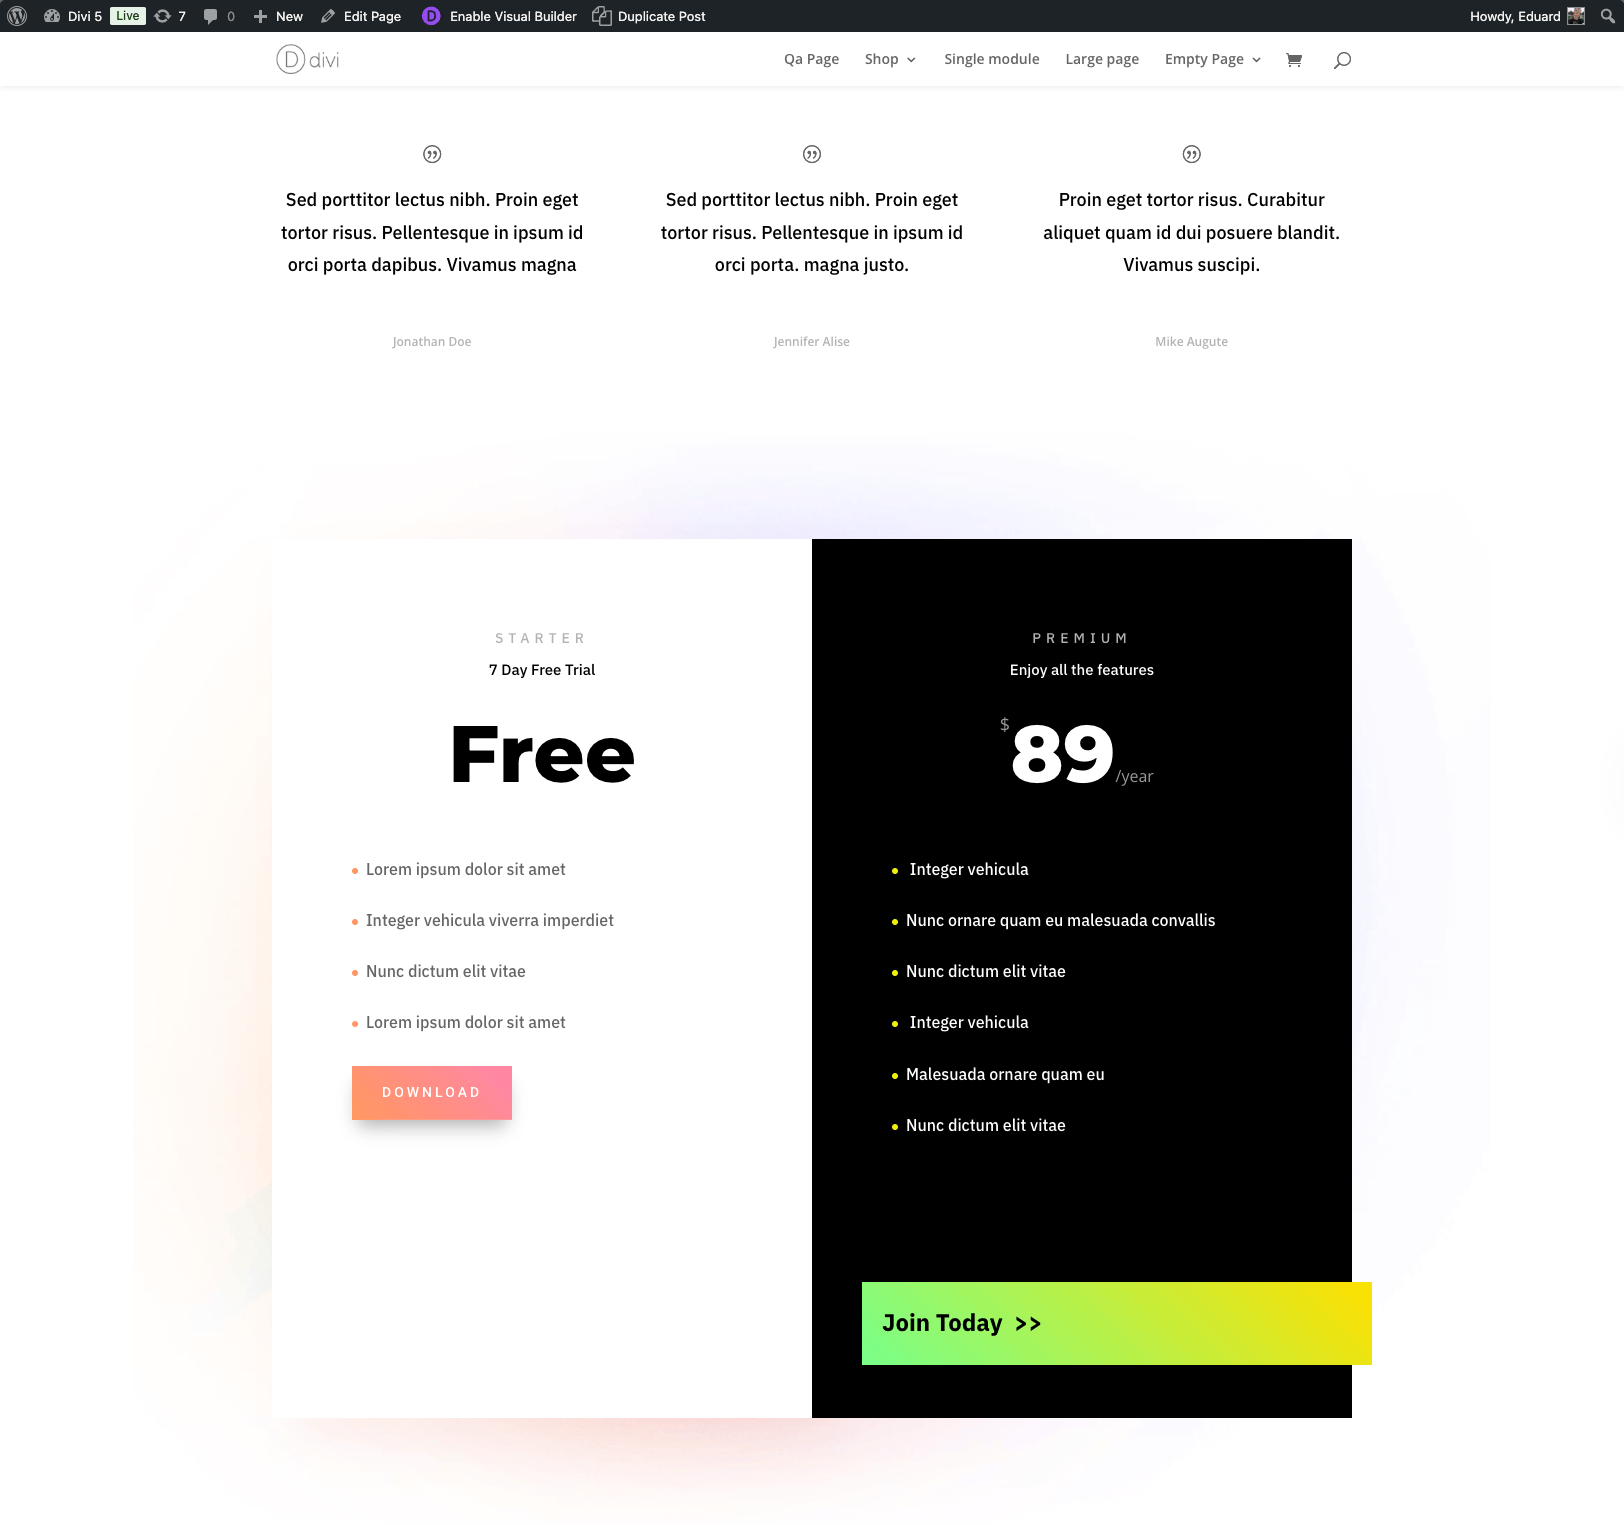 Divi 5 Live 7 0 New Edit Page Enable Visual Builder Duplicate Post Howdy, Eduard
divi Qa Page Shop Single module Large page Empty Page
Sed porttitor lectus nibh. Proin eget
tortor risus. Pellentesque in ipsum id
orci porta dapibus. Vivamus magna
Jonathan Doe
Sed porttitor lectus nibh. Proin eget
tortor risus. Pellentesque in ipsum id
orci porta. magna justo.
Jennifer Alise
Proin eget tortor risus. Curabitur
aliquet quam id dui posuere blandit.
Vivamus suscipi.
Mike Augute
STARTER
7 Day Free Trial
Free
Lorem ipsum dolor sit amet
Integer vehicula viverra imperdiet
Nunc dictum elit vitae
Lorem ipsum dolor sit amet
DOWNLOAD
PREMIUM
Enjoy all the features
$89/year
Integer vehicula
Nunc ornare quam eu malesuada convallis
Nunc dictum elit vitae
Integer vehicula
Malesuada ornare quam eu
Nunc dictum elit vitae
Join Today >>